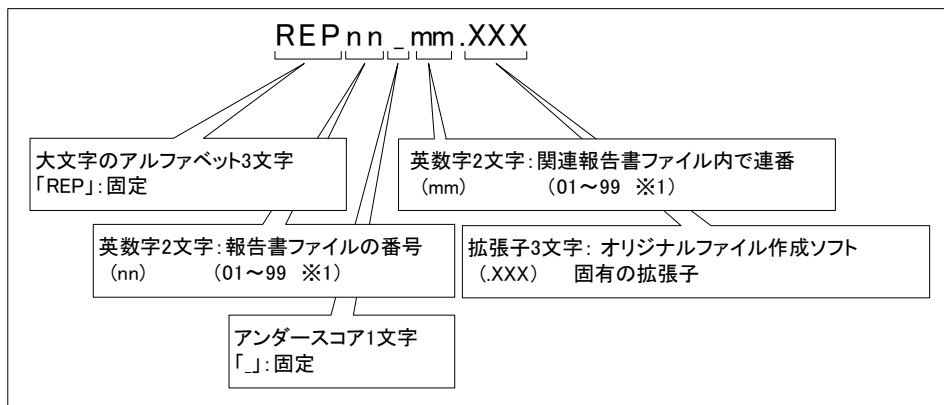 REPnn_mm.XXX
大文字のアルファベット3文字
「REP」:固定
英数字2文字:関連報告書ファイル内で連番
(mm) (01～99 ※1)
英数字2文字:報告書ファイルの番号
(nn) (01～99 ※1)
拡張子3文字: オリジナルファイル作成ソフト
(.XXX) 固有の拡張子
アンダースコア1文字
「_」:固定